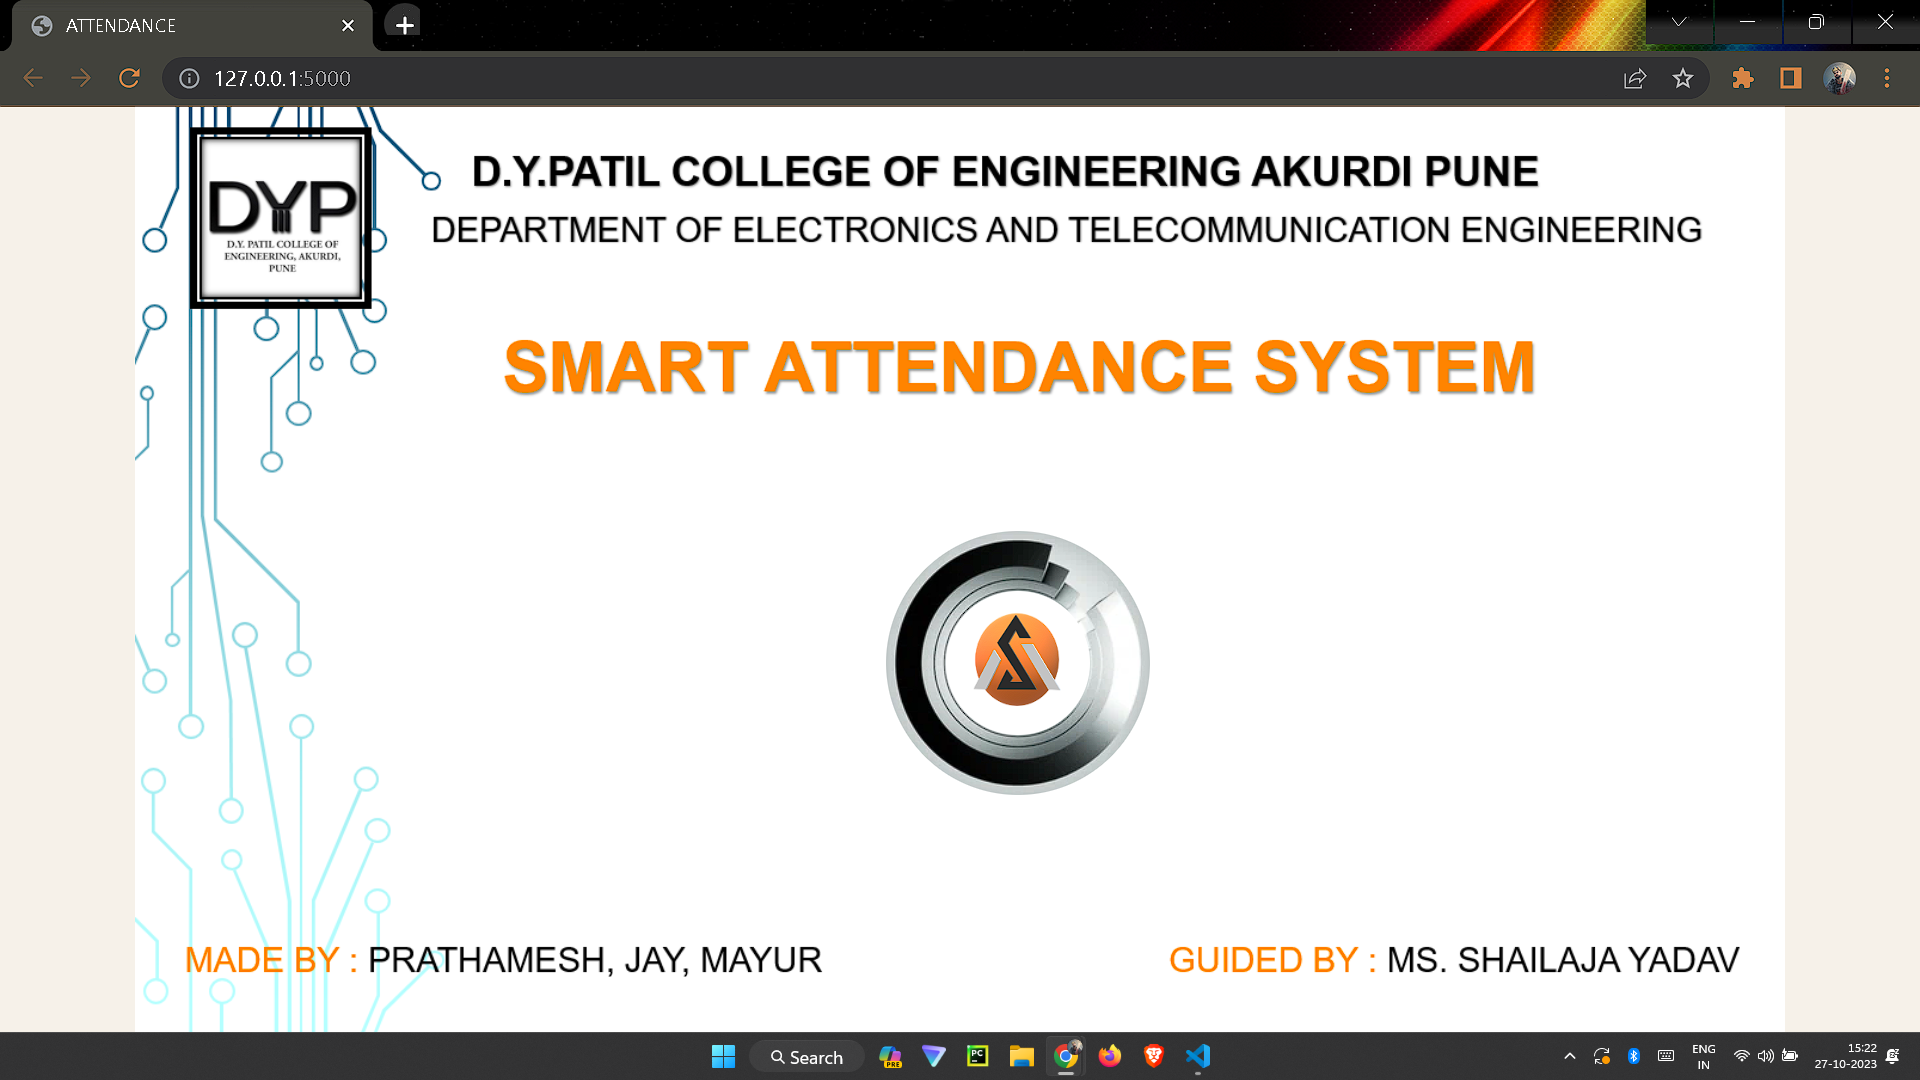 ATTENDANCE
127.0.0.1:5000
DYP
D.Y. PATIL COLLEGE OF
ENGINEERING, AKURDI,
PUNE
D.Y.PATIL COLLEGE OF ENGINEERING AKURDI PUNE
DEPARTMENT OF ELECTRONICS AND TELECOMMUNICATION ENGINEERING
SMART ATTENDANCE SYSTEM
MADE BY : PRATHAMESH, JAY, MAYUR
GUIDED BY : MS. SHAILAJA YADAV
Search
PRE
PC
ENG
IN
15:22
27-10-2023